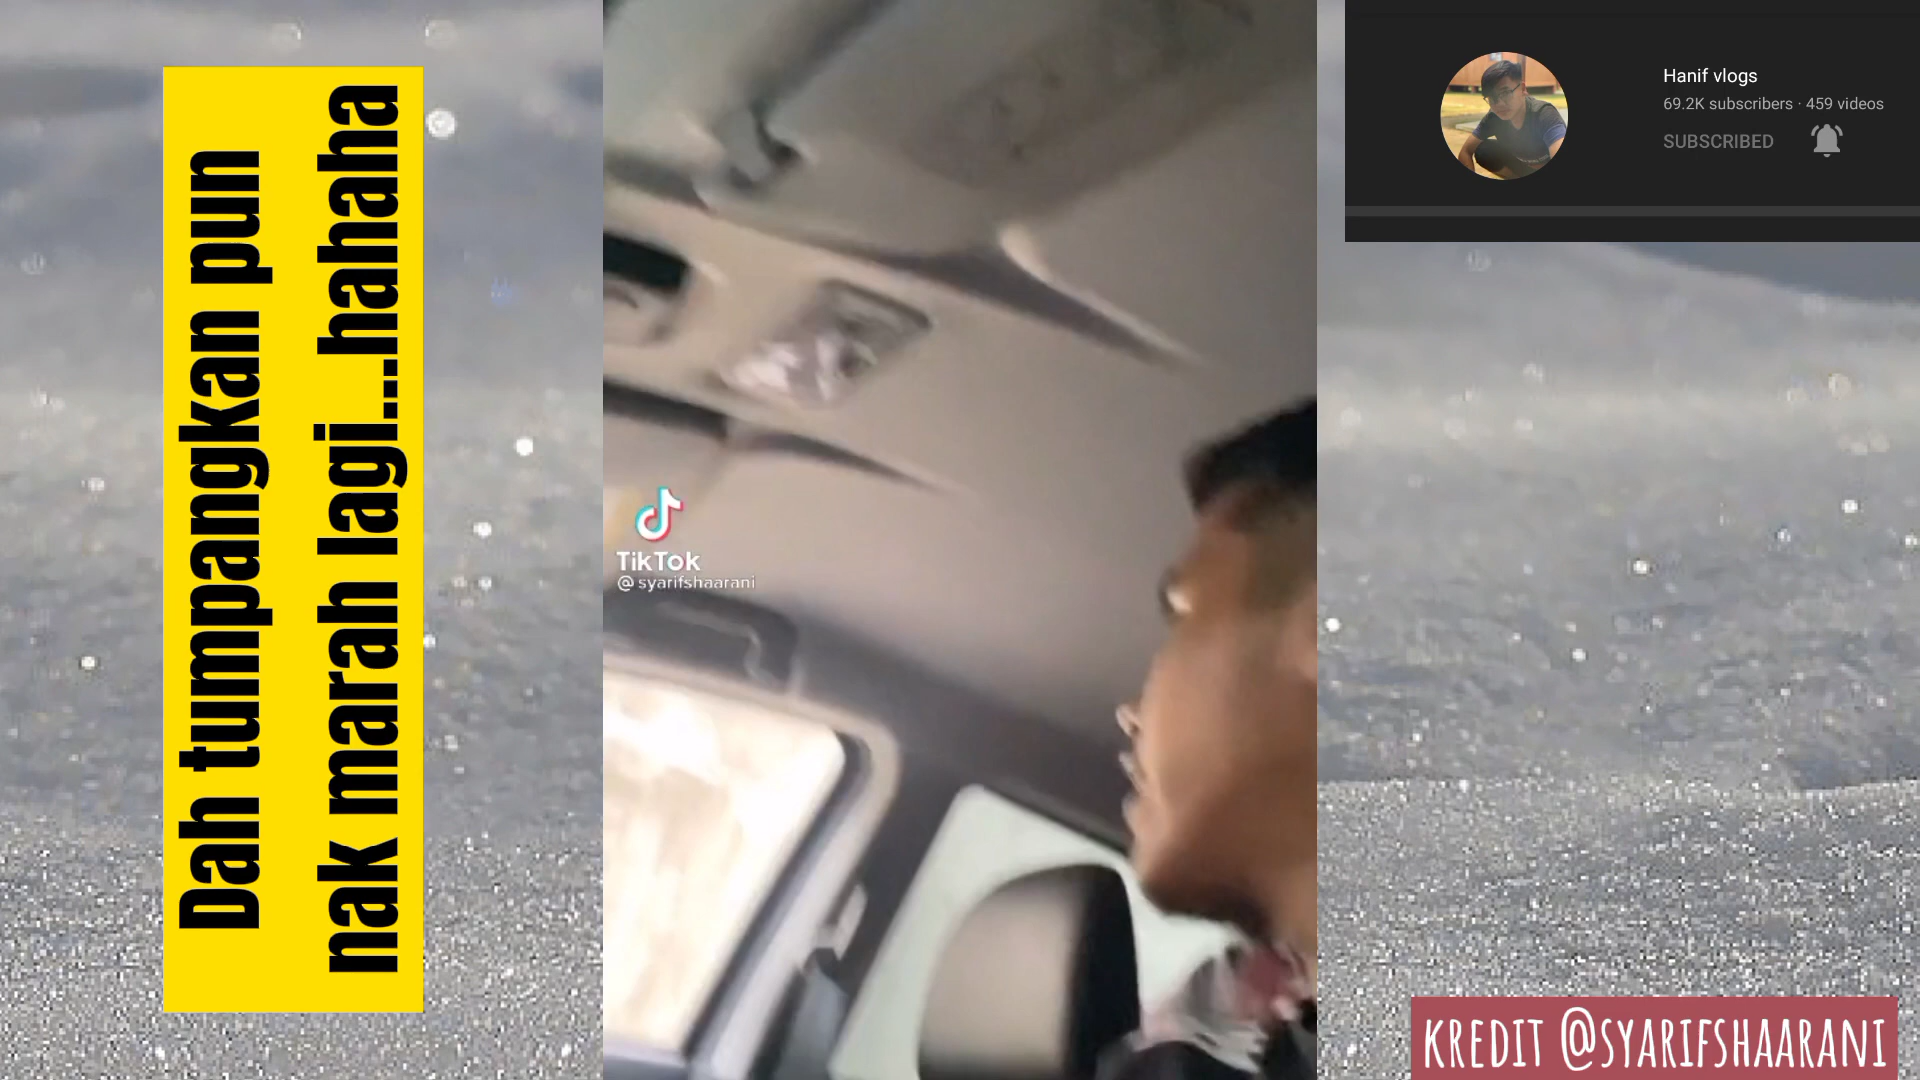 Dah tumpangkan pun
nak marah lagi...hahaha
TikTok
@syarifshaarani
Hanif vlogs
69.2K subscribers · 459 videos
SUBSCRIBED
KREDIT @SYARIFSHAARANI